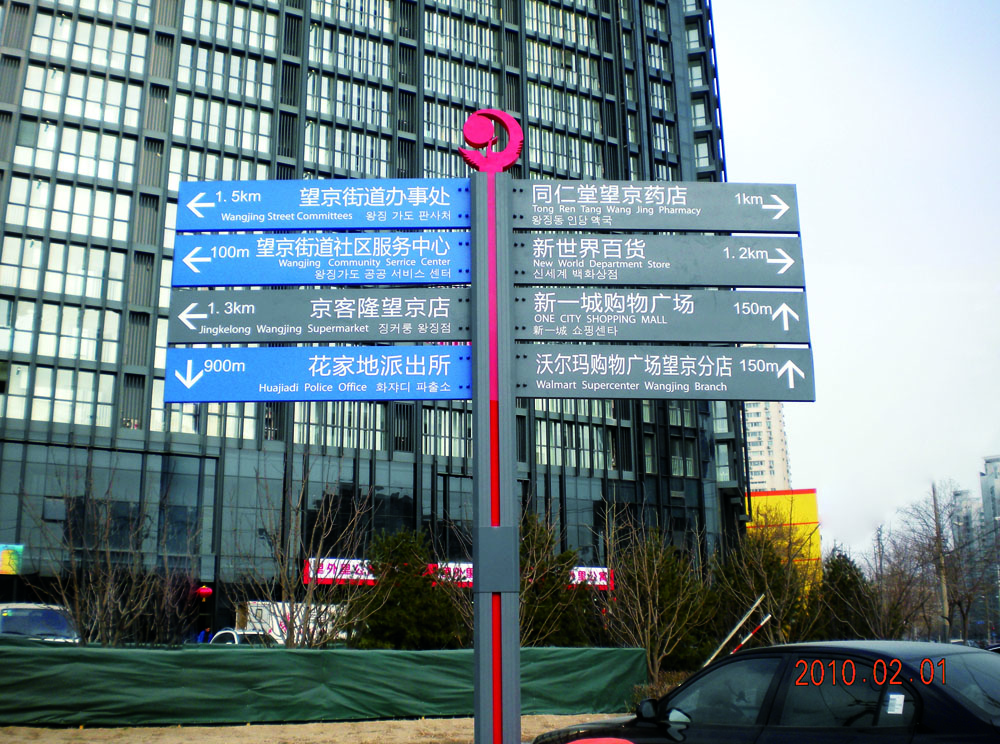 1.5km 望京街道办事处
Wangjing Street Committees 왕징 가도 판사처
100m 望京街道社区服务中心
Wangjing Community Serrice Center
왕징가도 공공 서비스 센터
1.3km 京客隆望京店
Jingkelong Wangjing Supermarket 징커룽 왕징점
900m 花家地派出所
Huajiadi Police Office 화쟈디 파출소
同仁堂望京药店 1km
Tong Ren Tang Wang Jing Pharmacy
왕징동 인당 액국
新世界百货 1.2km
New World Department Store
신세계 백화상점
新一城购物广场 150m
ONE CITY SHOPPING MALL
新一城 쇼핑센타
沃尔玛购物广场望京分店 150m
Walmart Supercenter Wangjing Branch
2010.02.01